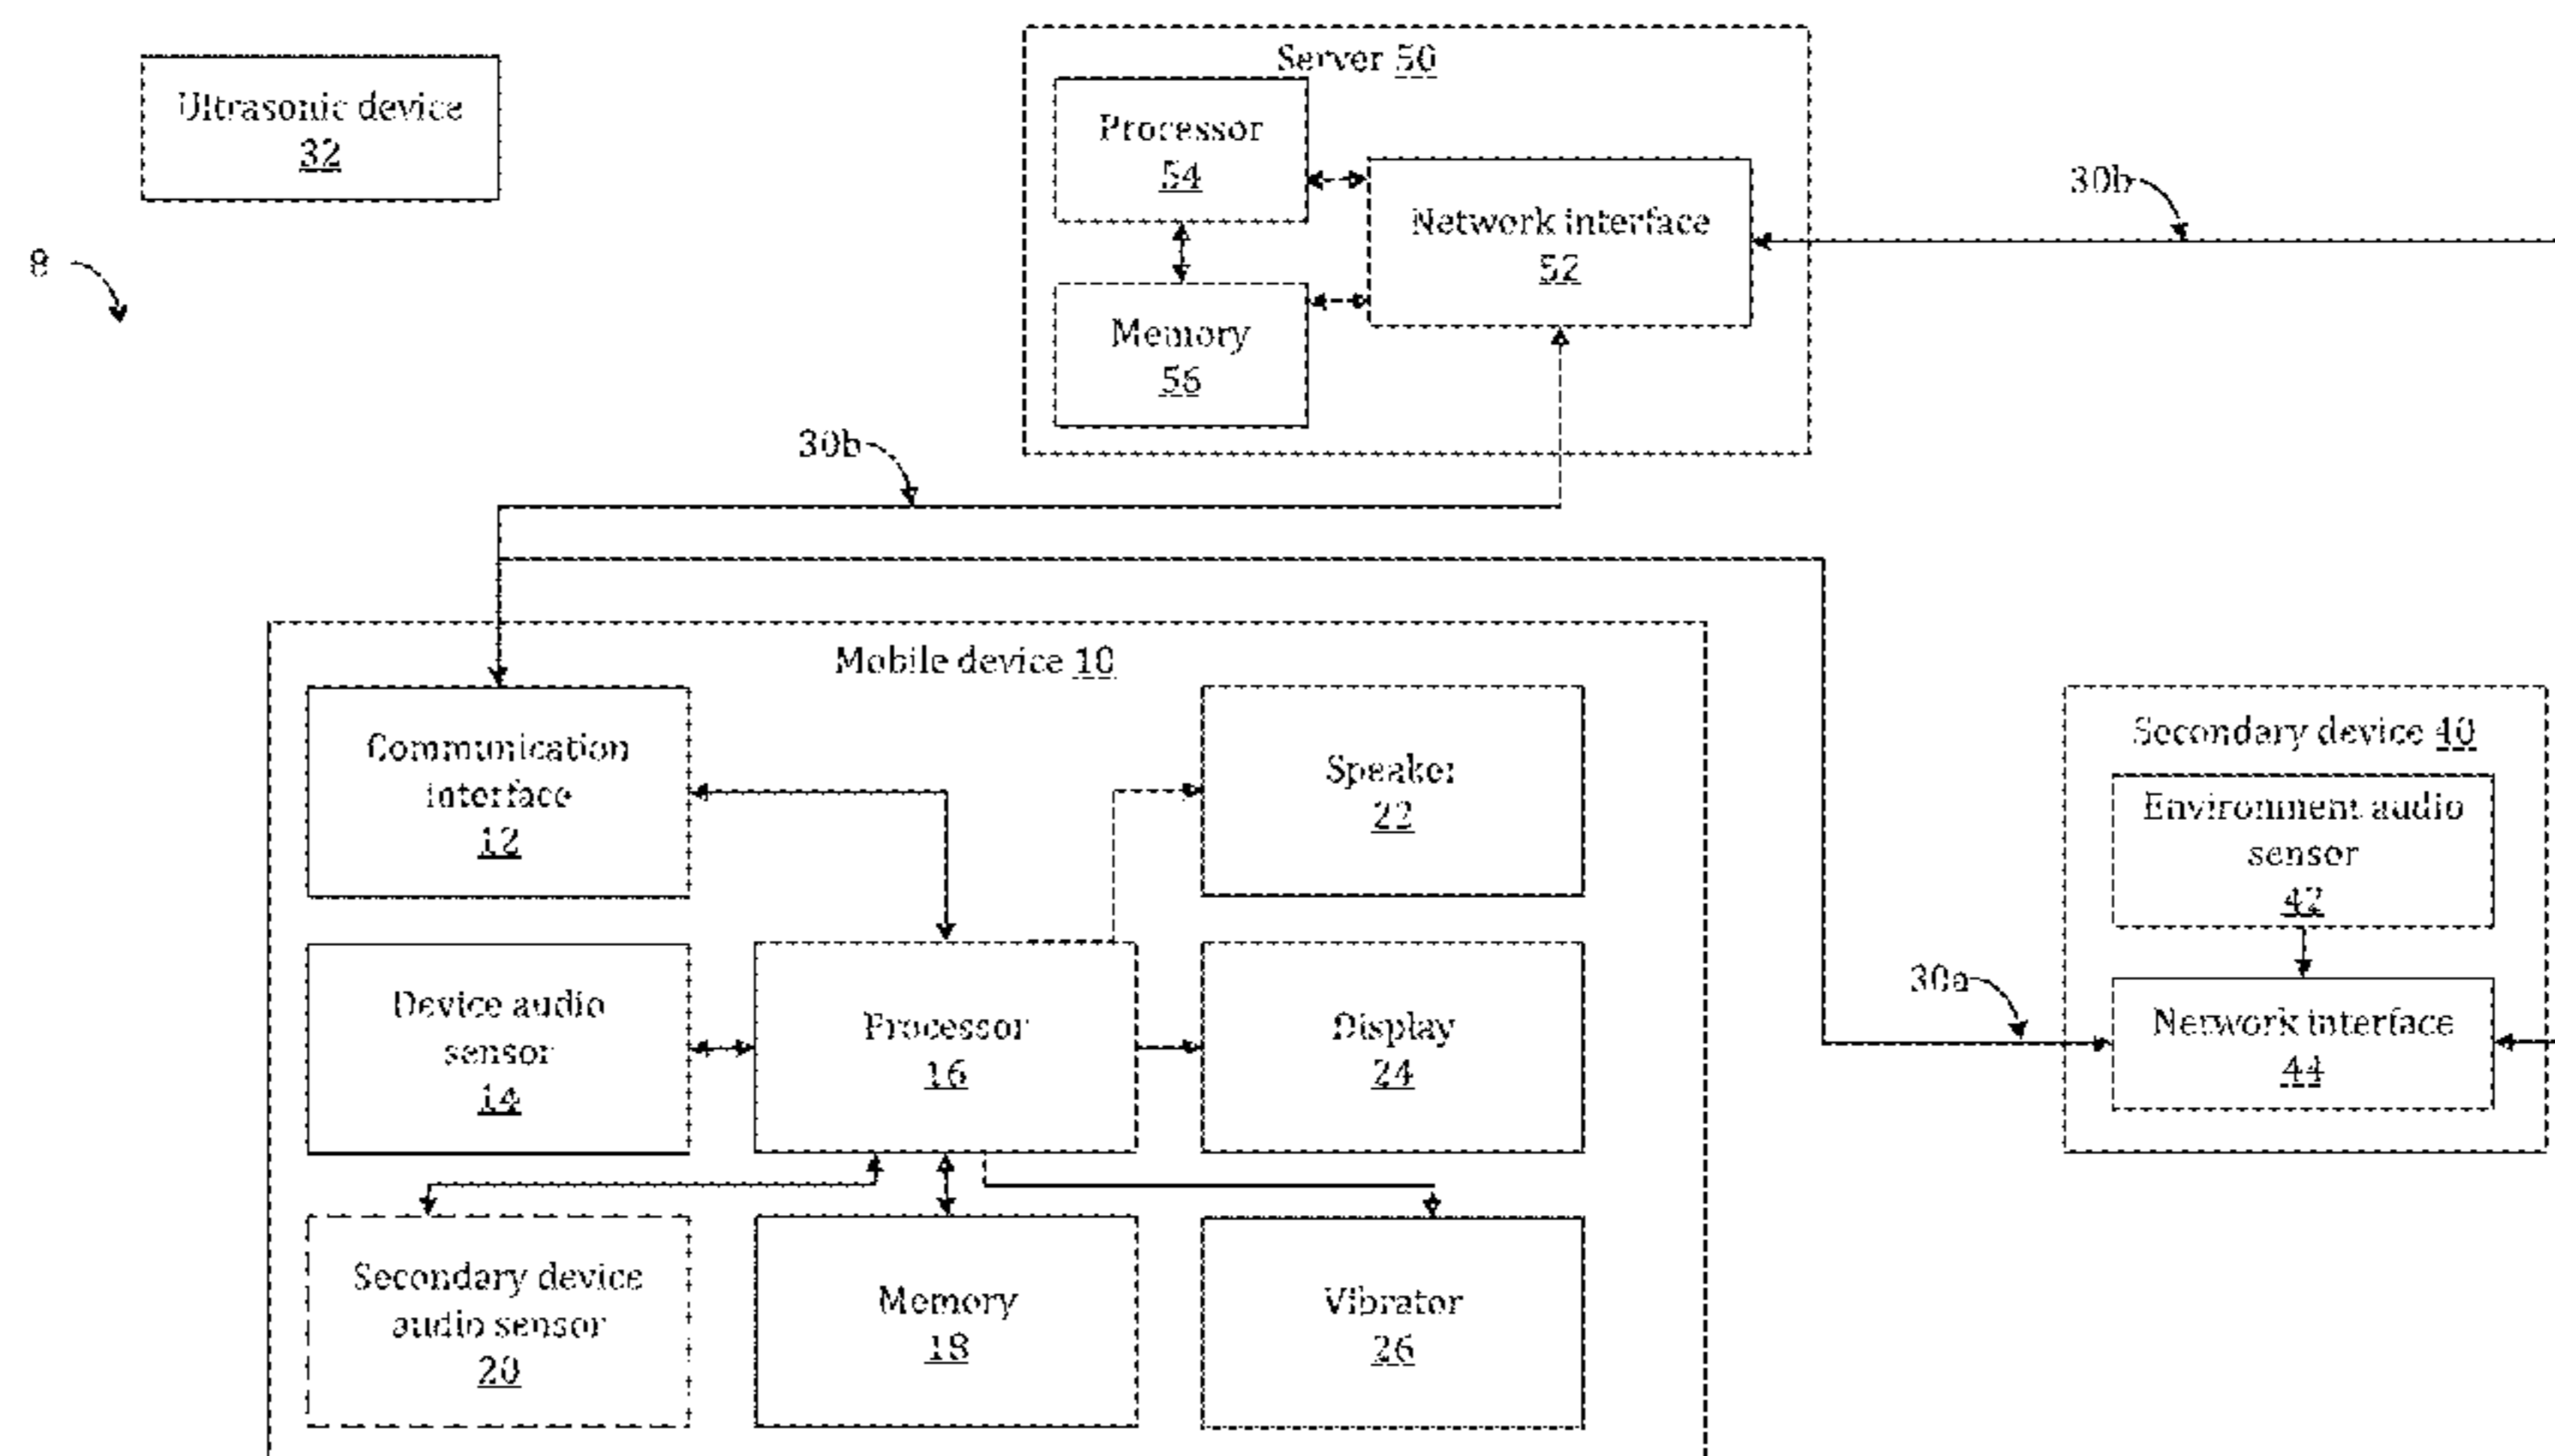 Ultrasonic device
32
8
Server 50
Processor
54
Memory
56
Network interface
52
30b
30b
Mobile device 10
Communication
interface
12
Speaker
22
Device audio
sensor
14
Processor
16
Display
24
Secondary device
audio sensor
20
Memory
18
Vibrator
26
30a
Secondary device 40
Environment audio
sensor
42
Network interface
44